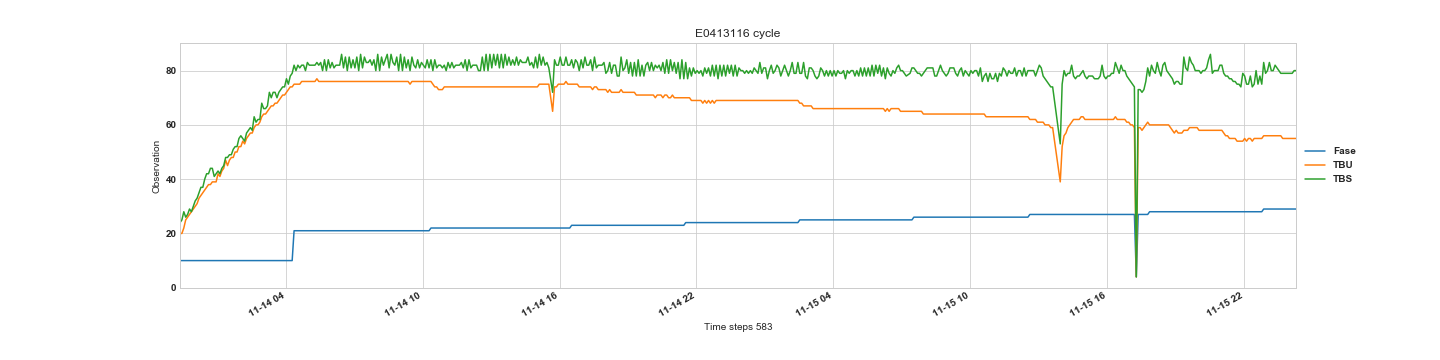 E0413116 cycle
Observation
80
60
40
20
0
11-14 04
11-14 10
11-14 16
11-14 22
11-15 04
11-15 10
11-15 16
11-15 22
Time steps 583
Fase
TBU
TBS